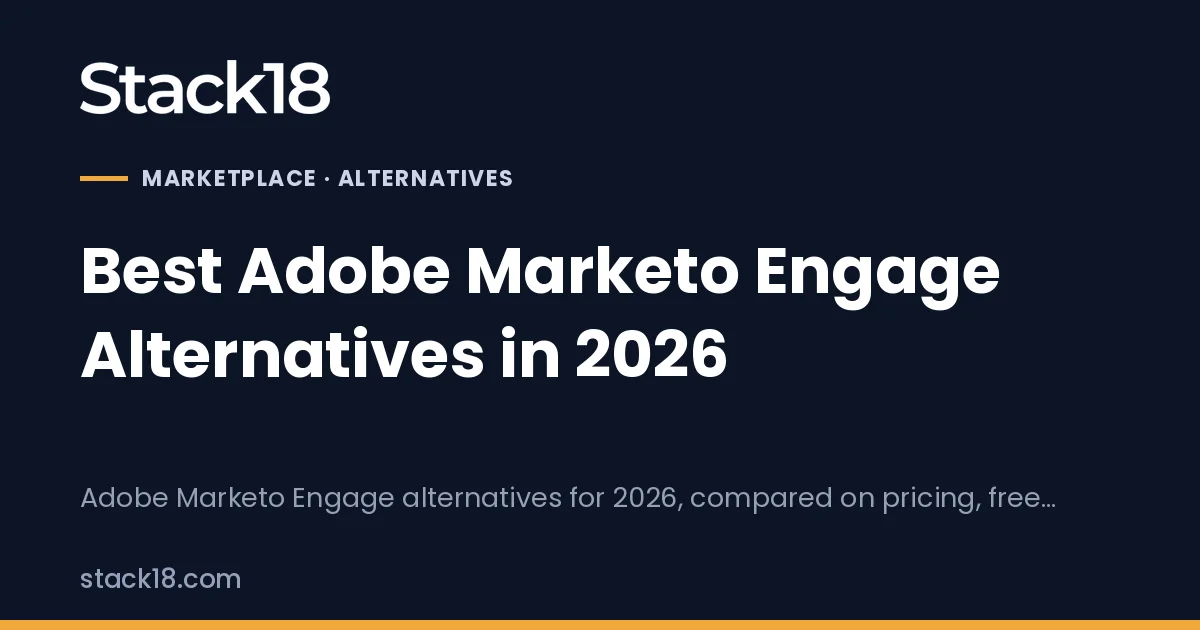 Stack18
MARKETPLACE · ALTERNATIVES
Best Adobe Marketo Engage
Alternatives in 2026
Adobe Marketo Engage alternatives for 2026, compared on pricing, free...
stack18.com